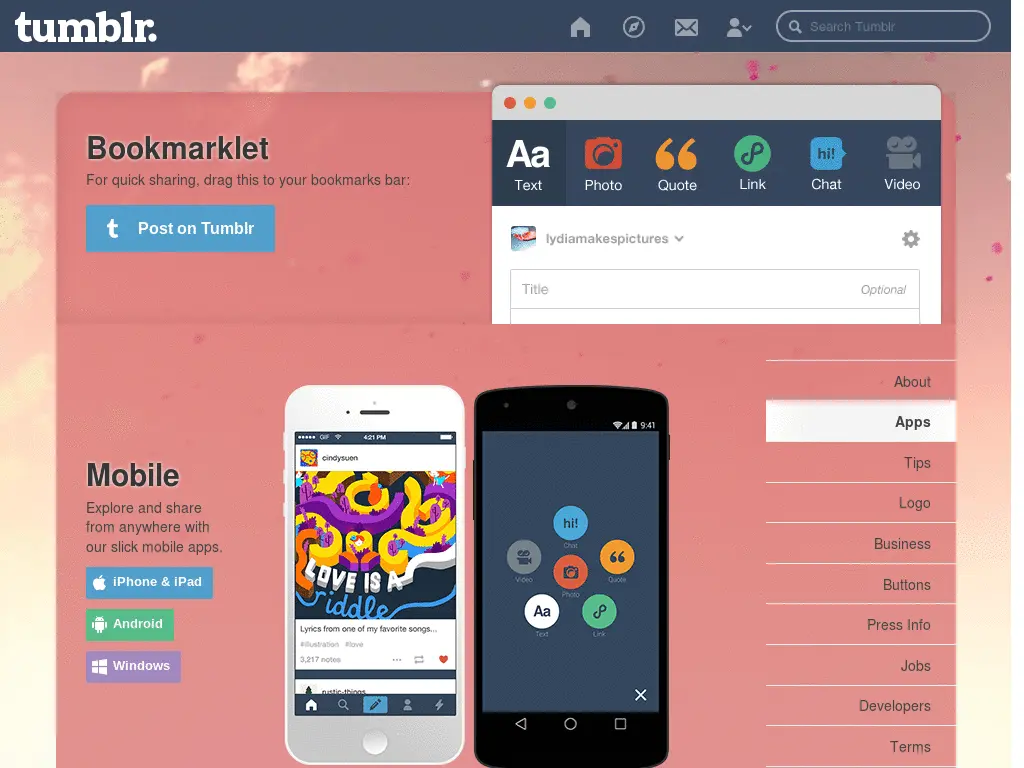 tumblr.
Search Tumblr
Bookmarklet
For quick sharing, drag this to your bookmarks bar:
t Post on Tumblr
Aa
Text
Photo
Quote
Link
hi!
Chat
Video
lydiamakespictures
Title
Optional
About
Apps
Tips
Logo
Business
Buttons
Press Info
Jobs
Developers
Terms
Mobile
Explore and share
from anywhere with
our slick mobile apps.
iPhone & iPad
Android
Windows
GIF 4:21 PM
cindysuen
LOVE IS A
riddle
Lyrics from one of my favorite songs...
#illustration #love
3,217 notes
rustic-things
9:41
hi!
Chat
Video
Quote
Photo
Aa
Text
Link